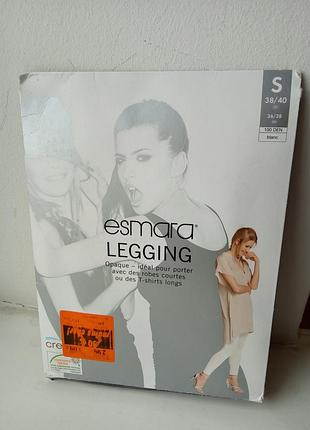 S
38/40
36/38
100 DEN
blanc
esmara®
LEGGING
Opaque – idéal pour porter
avec des robes courtes
ou des T-shirts longs